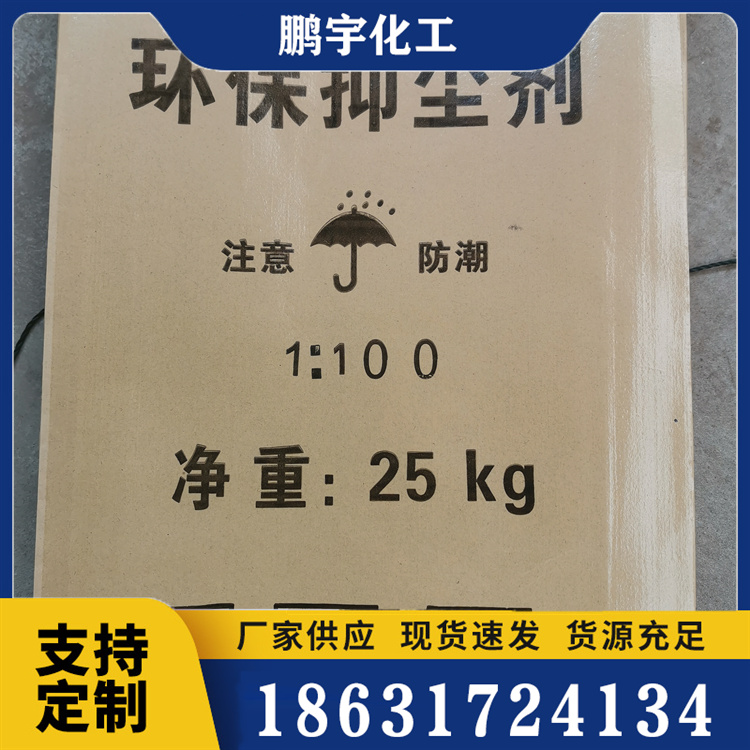 鹏宇化工
环保抑尘剂
注意 防潮
1:100
净重: 25 kg
支持
定制
厂家供应 现货速发 货源充足
18631724134